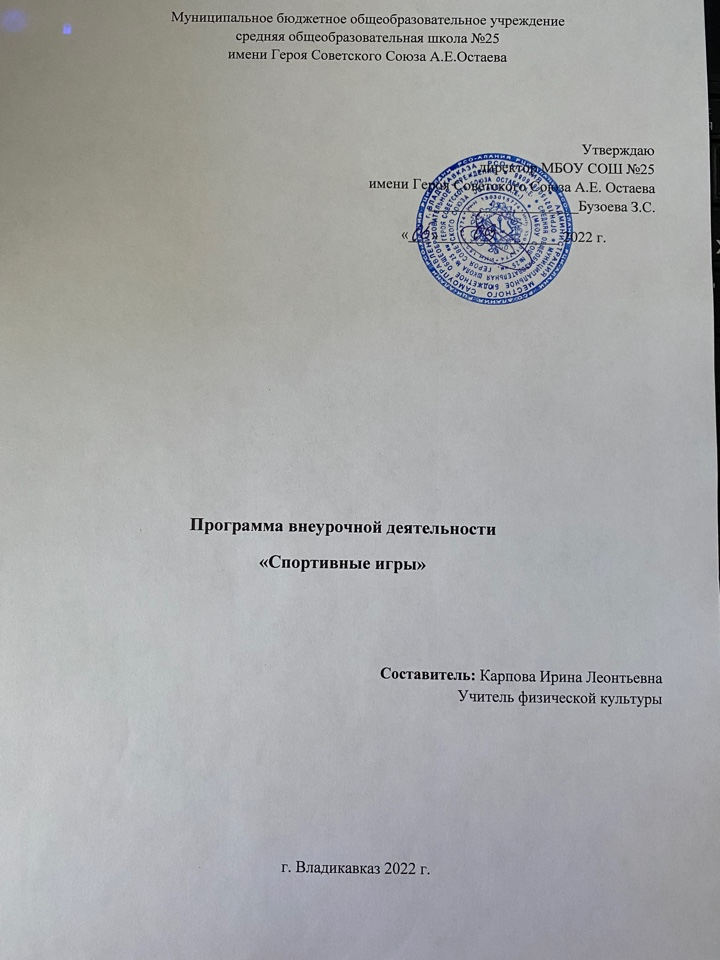 Муниципальное бюджетное общеобразовательное учреждение
средняя общеобразовательная школа №25
имени Героя Советского Союза А.Е.Остаева
Утверждаю
директор МБОУ СОШ №25
имени Героя Советского Союза А.Е. Остаева
Бузоева З.С.
2022 г.
Программа внеурочной деятельности
«Спортивные игры»
Составитель: Карпова Ирина Леонтьевна
Учитель физической культуры
г. Владикавказ 2022 г.